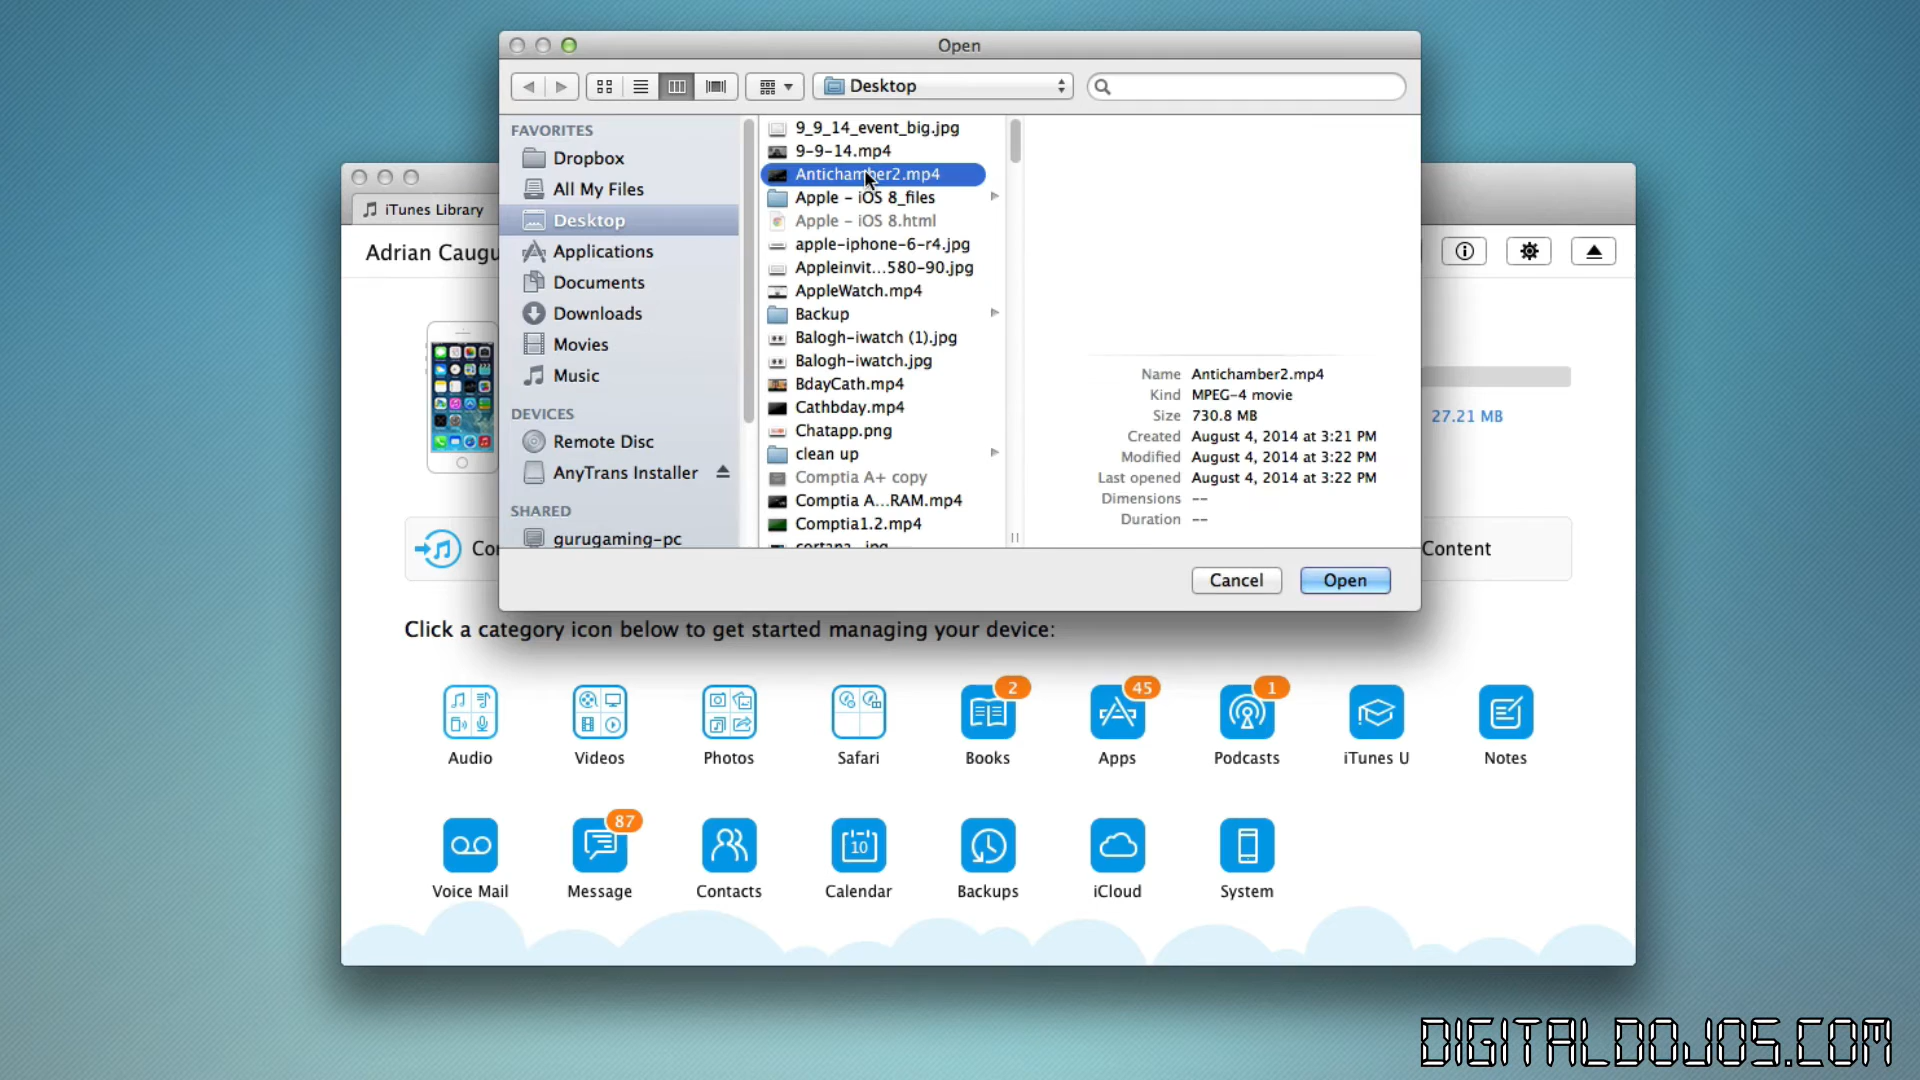 Open
Desktop
FAVORITES
Dropbox
All My Files
Desktop
Applications
Documents
Downloads
Movies
Music
DEVICES
Remote Disc
AnyTrans Installer
SHARED
gurugaming-pc
9_9_14_event_big.jpg
9-9-14.mp4
Antichamber2.mp4
Apple - iOS 8_files
Apple - iOS 8.html
apple-iphone-6-r4.jpg
Appleinvit...580-90.jpg
AppleWatch.mp4
Backup
Balogh-iwatch (1).jpg
Balogh-iwatch.jpg
BdayCath.mp4
Cathbday.mp4
Chatapp.png
clean up
Comptia A+ copy
Comptia A...RAM.mp4
Comptia1.2.mp4
Name Antichamber2.mp4
Kind MPEG-4 movie
Size 730.8 MB
Created August 4, 2014 at 3:21 PM
Modified August 4, 2014 at 3:22 PM
Last opened August 4, 2014 at 3:22 PM
Dimensions --
Duration --
Cancel Open
iTunes Library
Adrian Caugu
27.21 MB
Con
Content
Click a category icon below to get started managing your device:
2 45 1
Audio Videos Photos Safari Books Apps Podcasts iTunes U Notes
87
10
Voice Mail Message Contacts Calendar Backups iCloud System
DIGITALDOJOS.COM